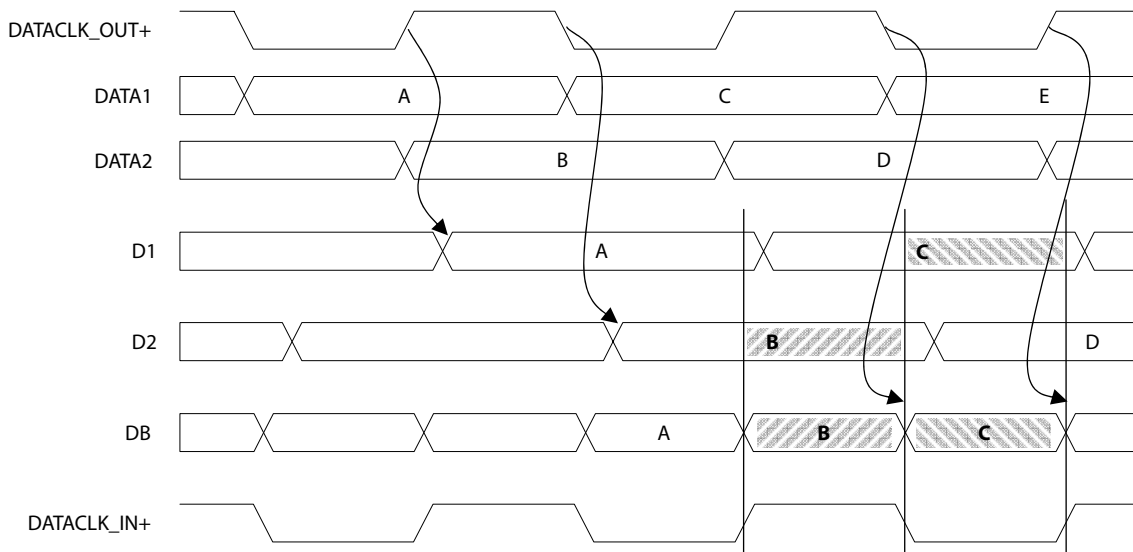 DATACLK_OUT+
DATA1 A C E
DATA2 B D
D1 A C
D2 B D
DB A B C
DATACLK_IN+